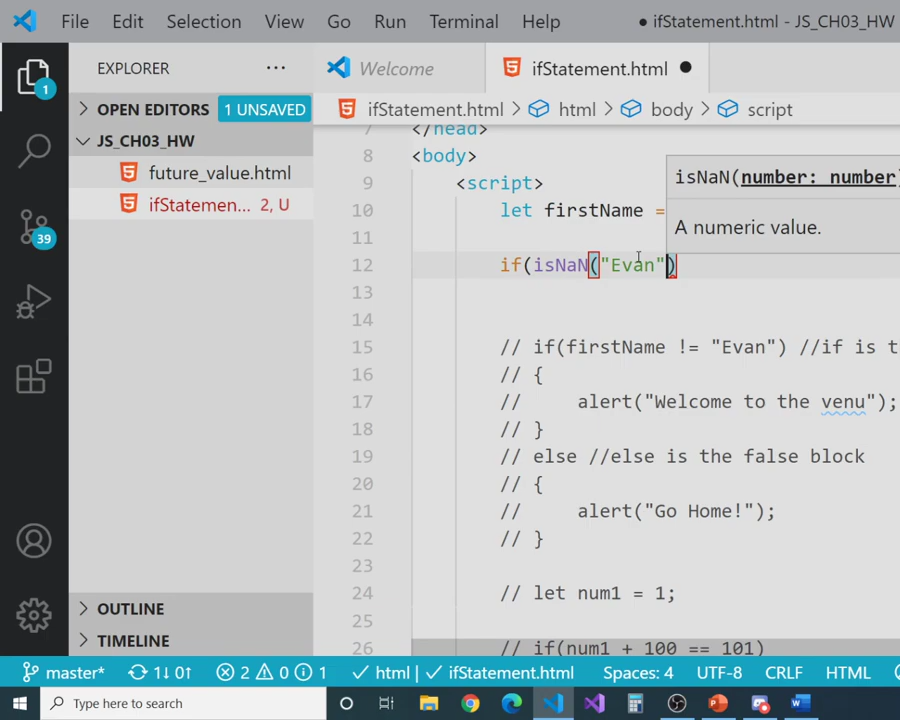 File Edit Selection View Go Run Terminal Help ● ifStatement.html - JS_CH03_HW
EXPLORER ···
Welcome
ifStatement.html ●
OPEN EDITORS 1 UNSAVED
ifStatement.html > html > body > script
JS_CH03_HW
future_value.html
ifStatemen... 2, U
1
39
7 </head>
8 <body>
9 <script>
10 let firstName =
11
12 if(isNaN("Evan")
isNaN(number: number)
A numeric value.
13
14
15 // if(firstName != "Evan") //if is t
16 // {
17 // alert("Welcome to the venu");
18 // }
19 // else //else is the false block
20 // {
21 // alert("Go Home!");
22 // }
23
24 // let num1 = 1;
25
26 // if(num1 + 100 == 101)
OUTLINE
TIMELINE
master* 1↓ 0↑ 2 0 1 html | ifStatement.html Spaces: 4 UTF-8 CRLF HTML
Type here to search